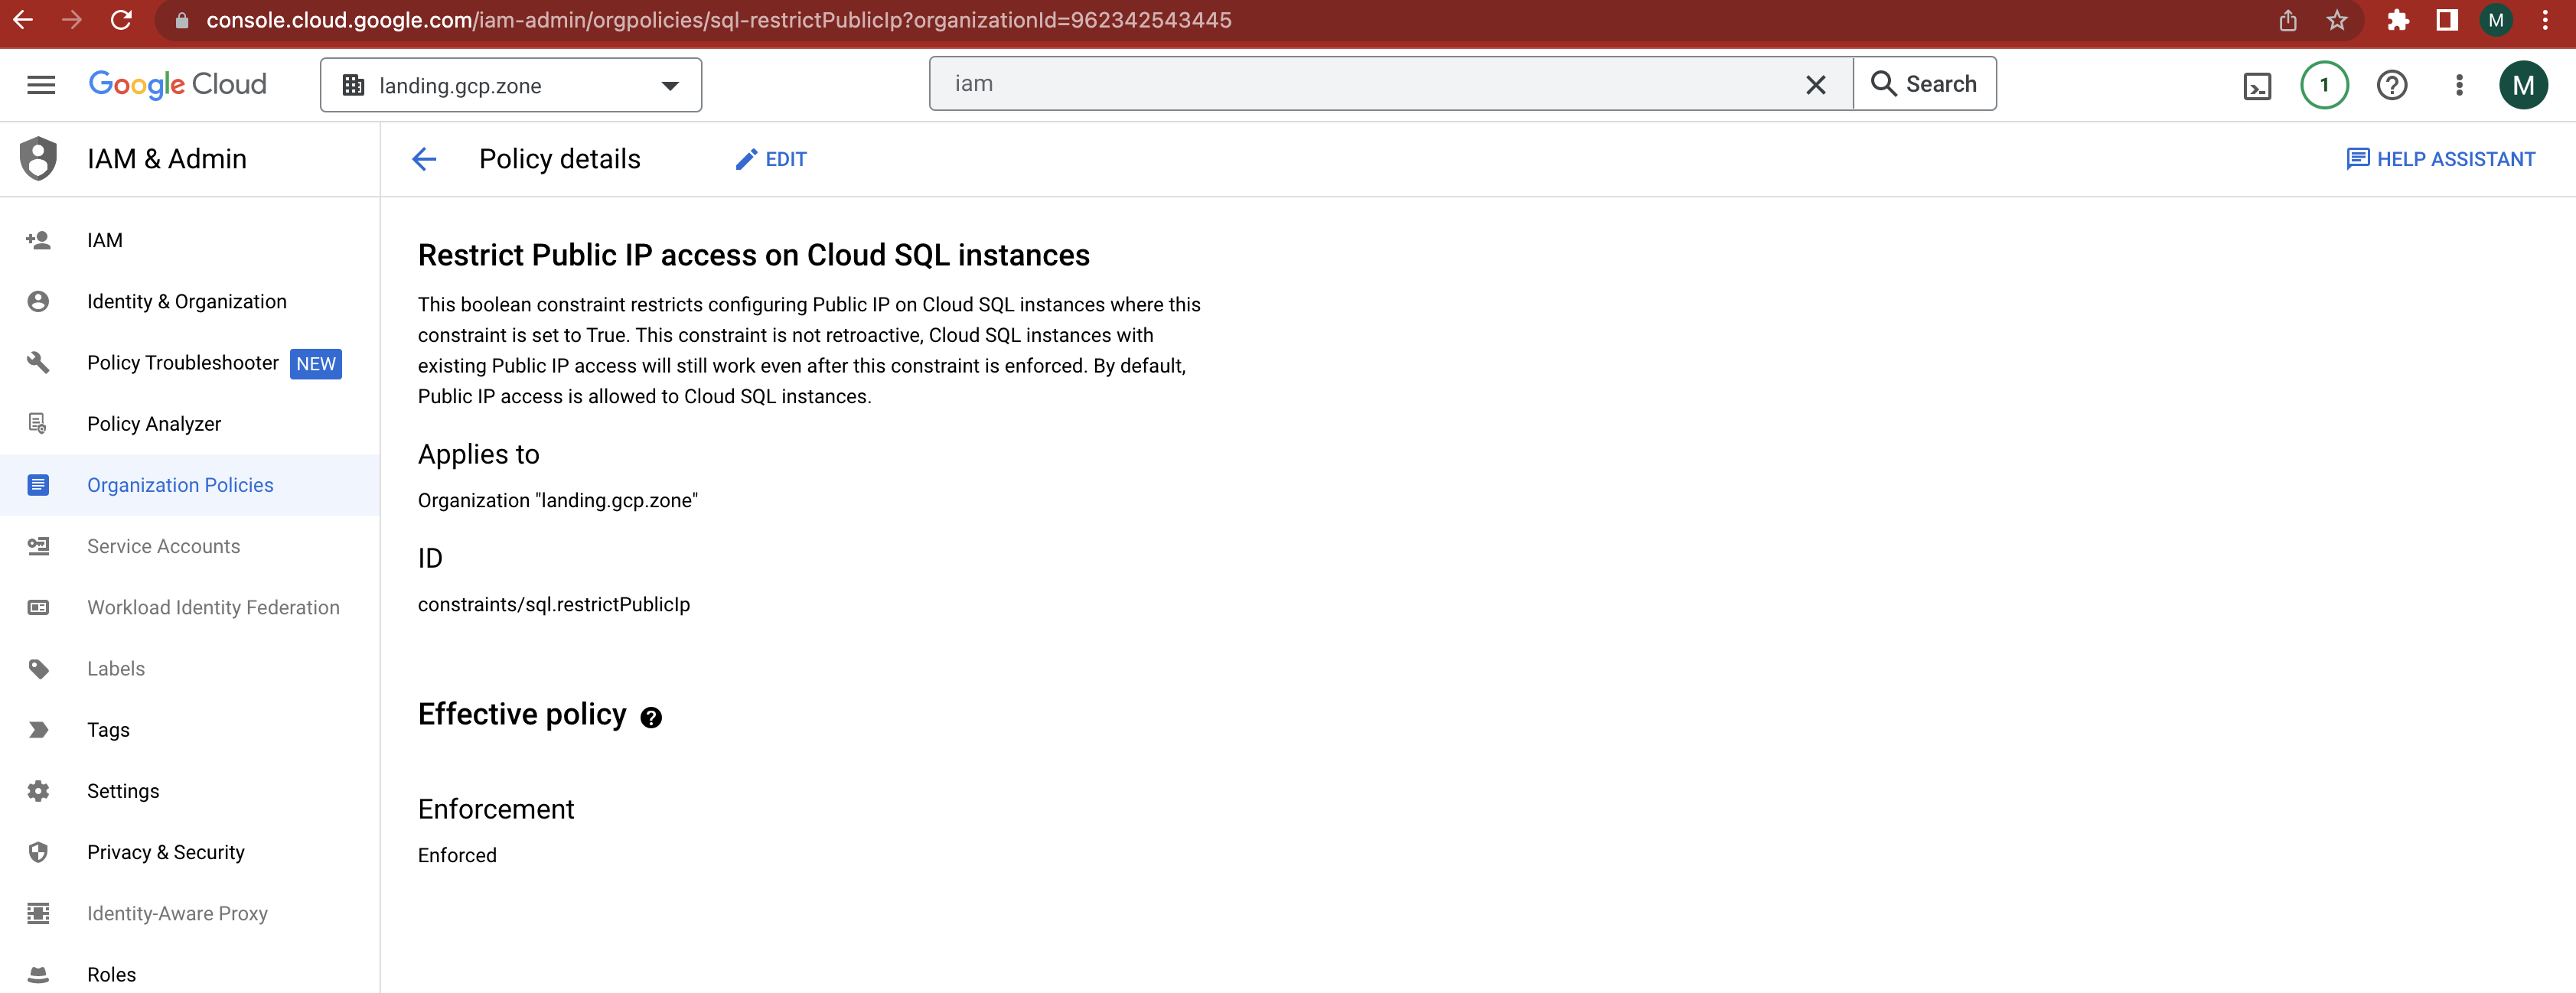 console.cloud.google.com/iam-admin/orgpolicies/sql-restrictPublicIp?organizationId=962342543445
M
Google Cloud
landing.gcp.zone
iam
Search
1
M
IAM & Admin
Policy details
EDIT
HELP ASSISTANT
IAM
Identity & Organization
Policy Troubleshooter NEW
Policy Analyzer
Organization Policies
Service Accounts
Workload Identity Federation
Labels
Tags
Settings
Privacy & Security
Identity-Aware Proxy
Roles
Restrict Public IP access on Cloud SQL instances
This boolean constraint restricts configuring Public IP on Cloud SQL instances where this
constraint is set to True. This constraint is not retroactive, Cloud SQL instances with
existing Public IP access will still work even after this constraint is enforced. By default,
Public IP access is allowed to Cloud SQL instances.
Applies to
Organization "landing.gcp.zone"
ID
constraints/sql.restrictPublicIp
Effective policy
Enforcement
Enforced